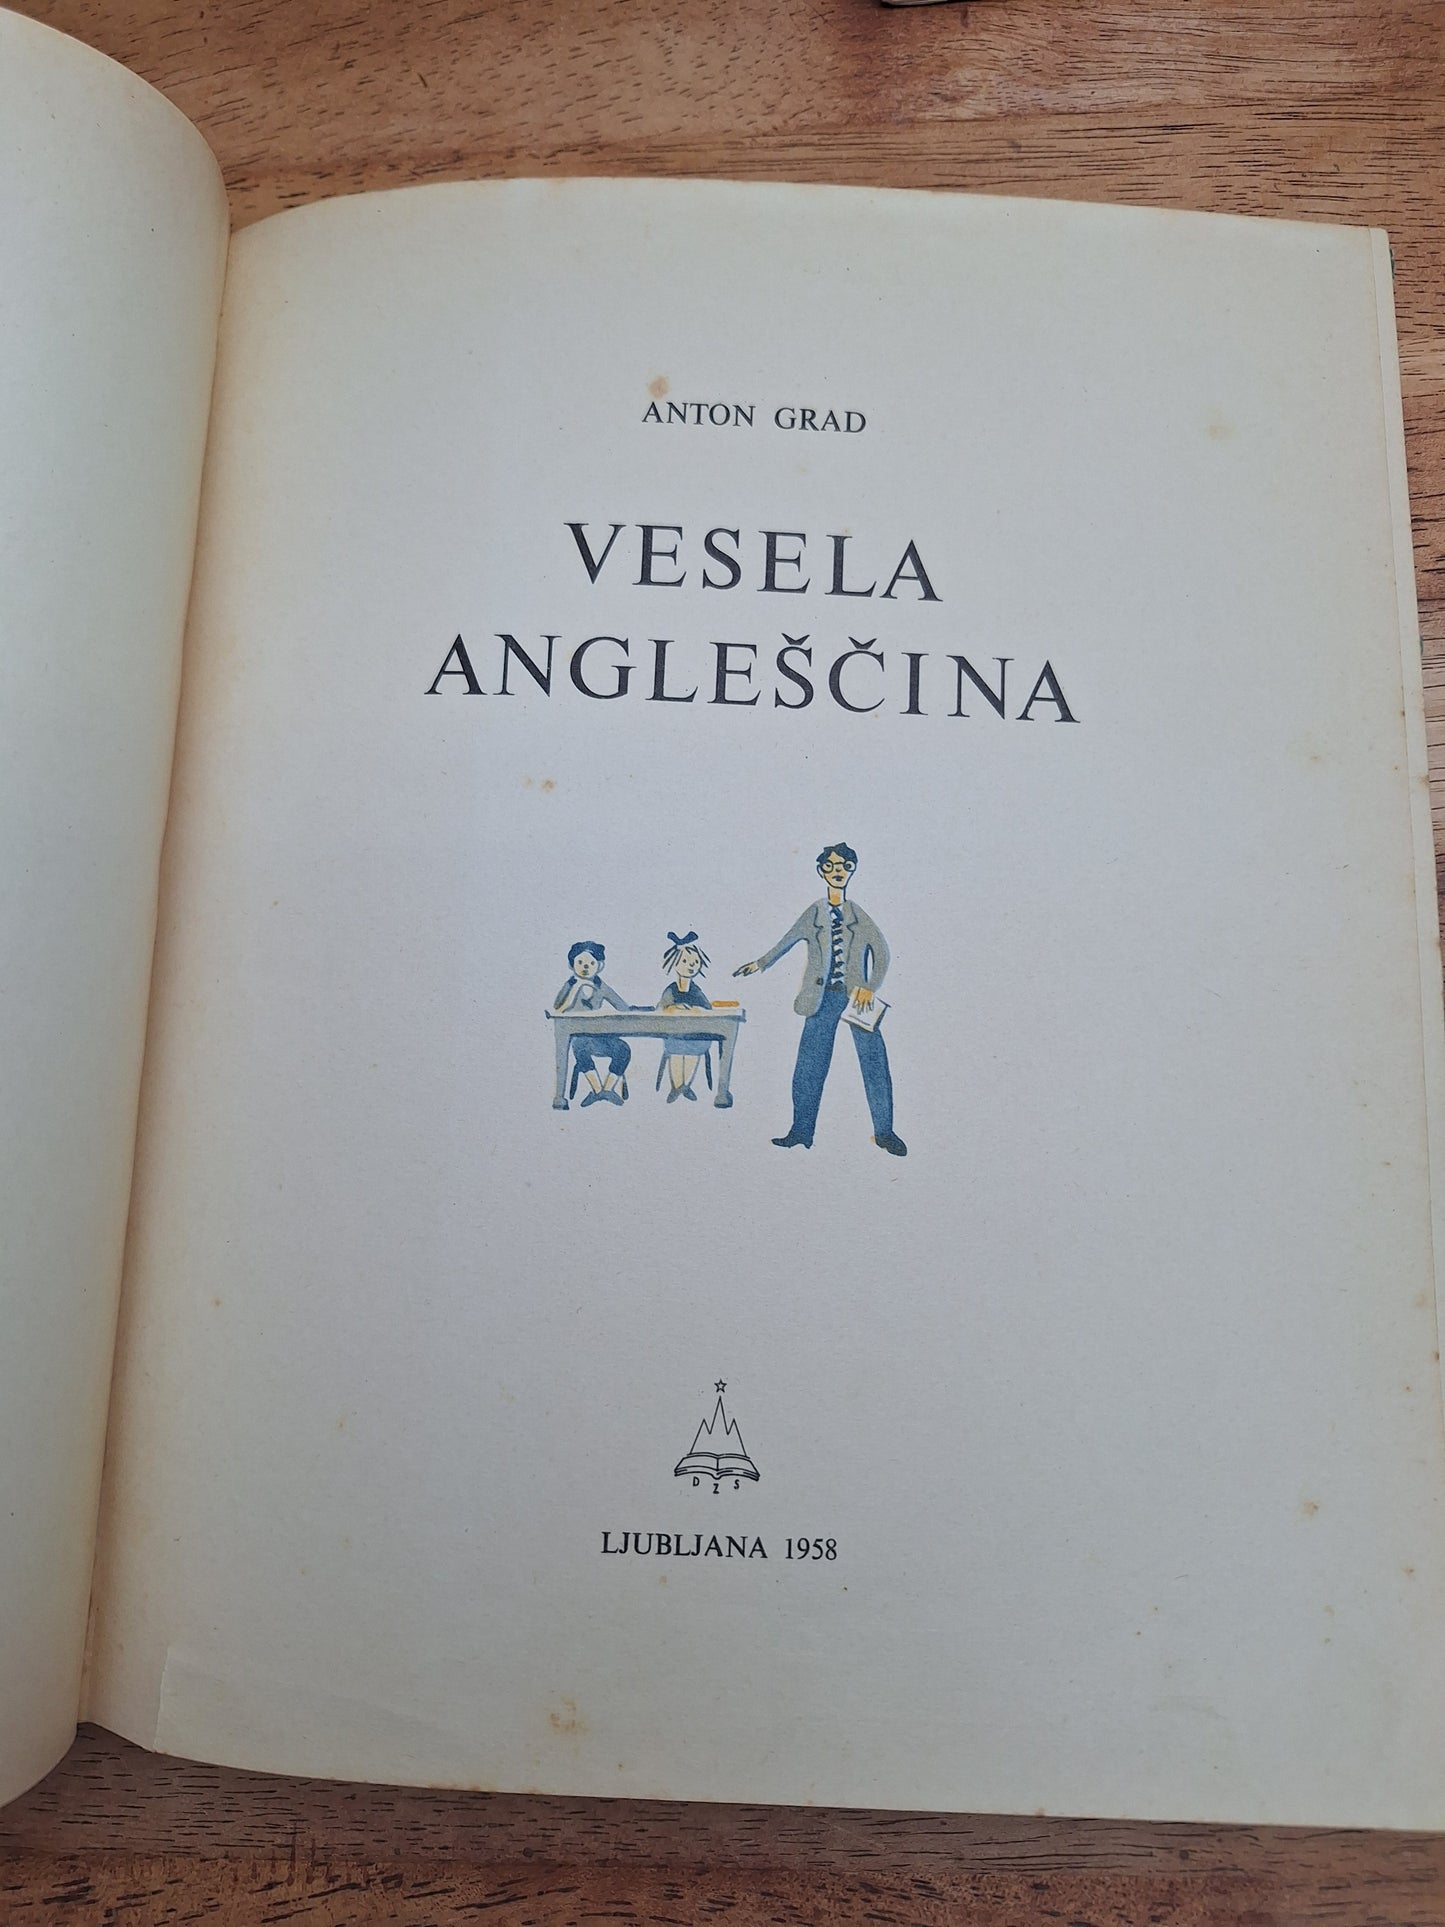 ANTON GRAD
VESELA
ANGLEŠČINA
DZS
LJUBLJANA 1958